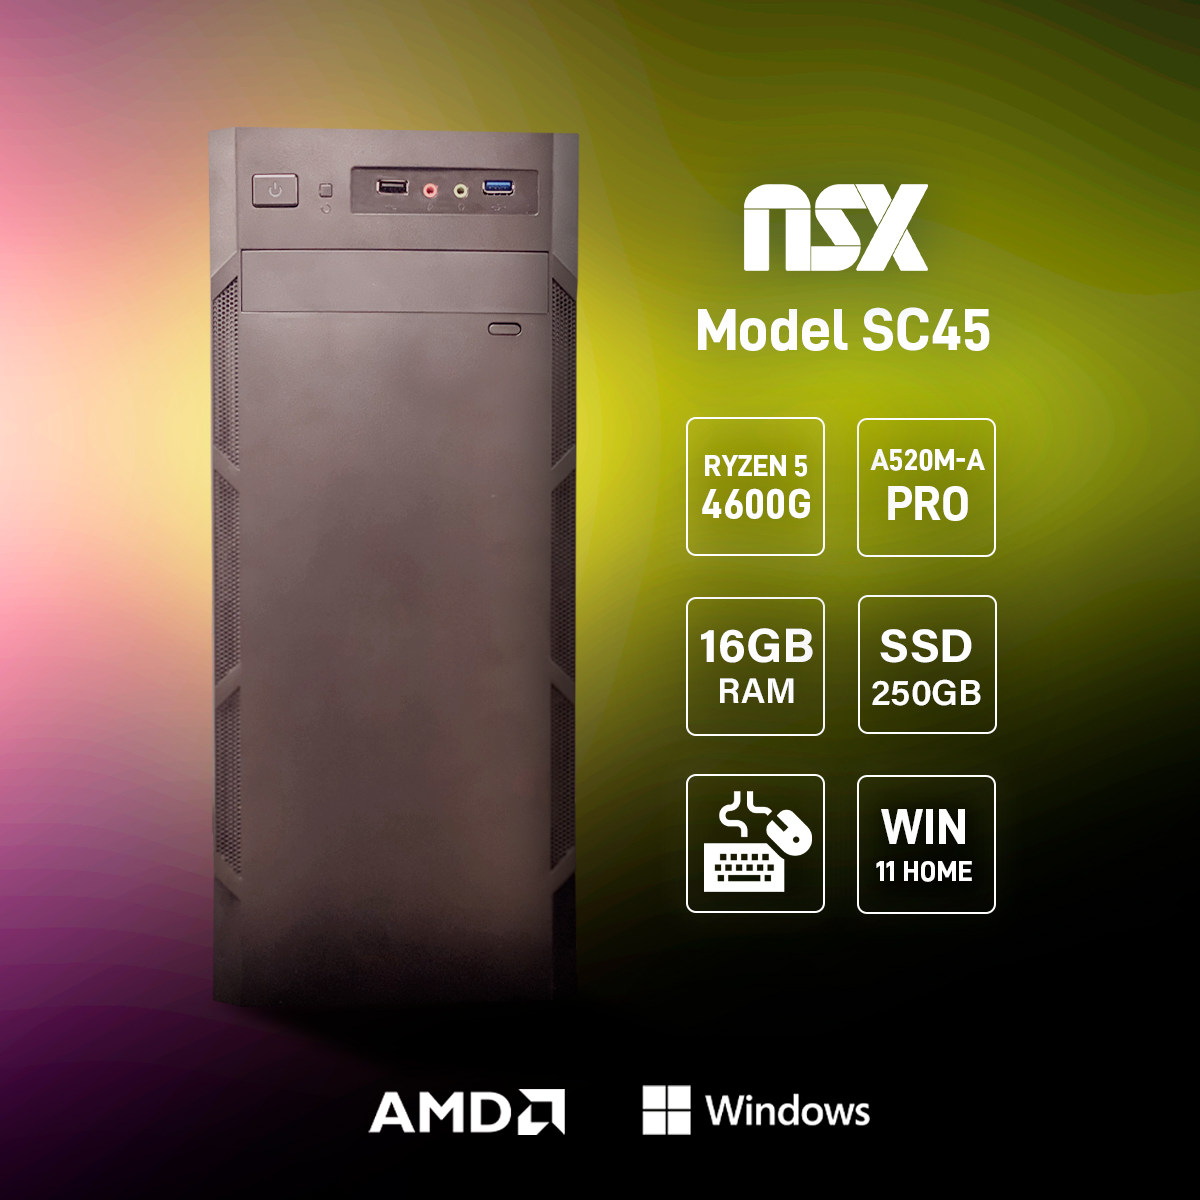 NSX
Model SC45
RYZEN 5
4600G
A520M-A
PRO
16GB
RAM
SSD
250GB
WIN
11 HOME
AMD
Windows